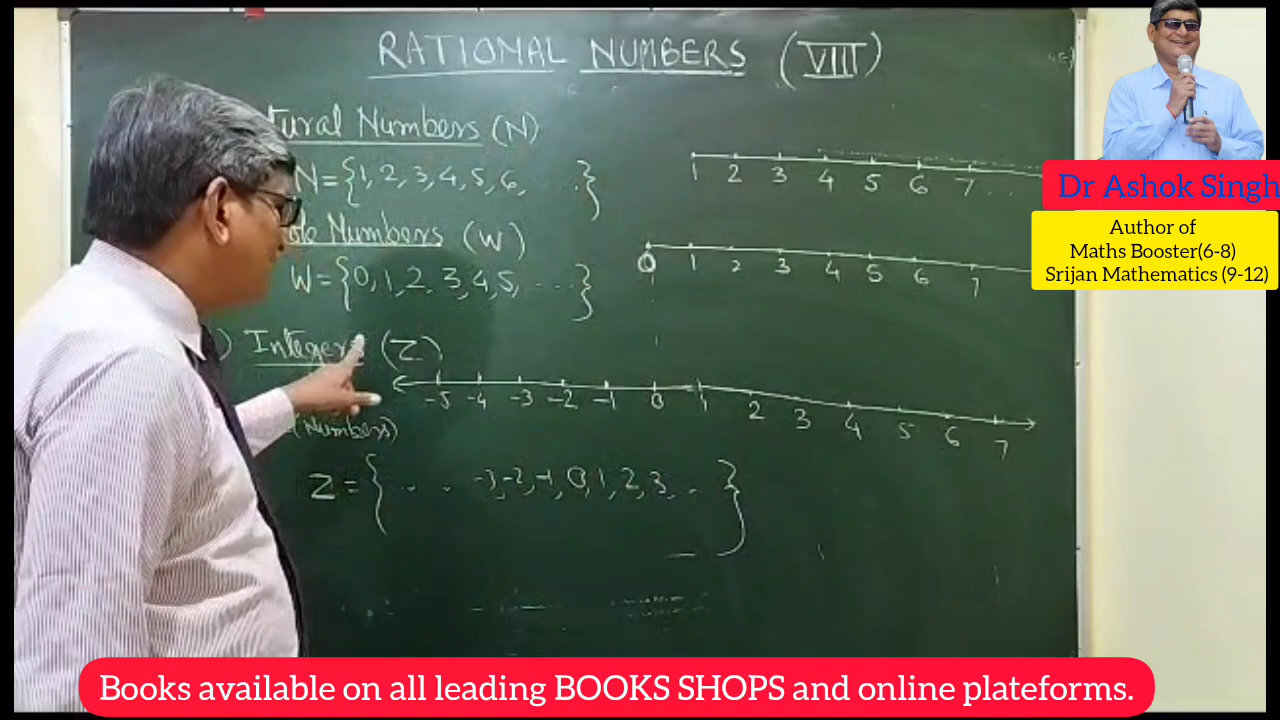 RATIONAL NUMBERS (VIII)
tural Numbers (N)
N={1, 2, 3, 4, 5, 6, .}
1 2 3 4 5 6 7 ...
ole Numbers (W)
W={0, 1, 2, 3, 4, 5, ....}
0 1 2 3 4 5 6 7
) Integers (Z)
-5 -4 -3 -2 -1 0 1 2 3 4 5 6 7
(Numbers)
Z={ .. -3, -2, -1, 0, 1, 2, 3, .. }
Dr Ashok Singh
Author of
Maths Booster(6-8)
Srijan Mathematics (9-12)
Books available on all leading BOOKS SHOPS and online plateforms.